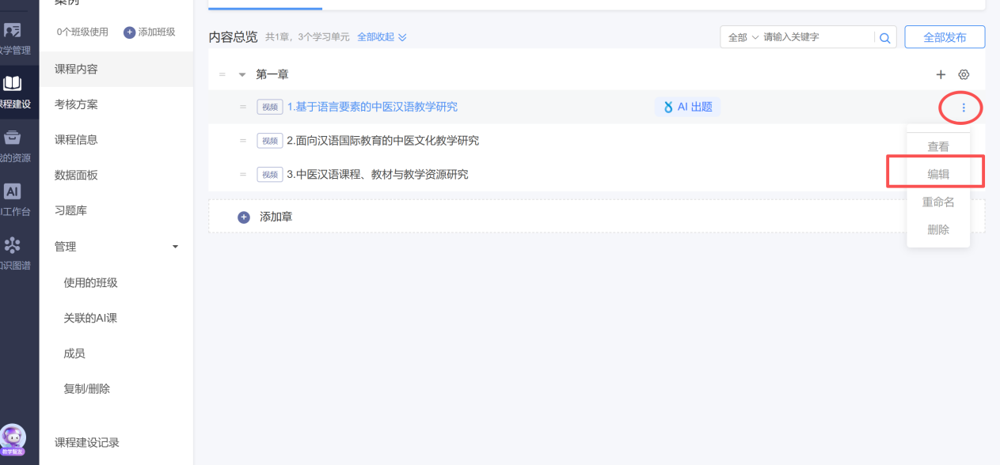 案例
0个班级使用
添加班级
课程内容
考核方案
课程信息
数据面板
习题库
管理
使用的班级
关联的AI课
成员
复制/删除
课程建设记录
学管理
程建设
的资源
AI
工作台
识图谱
教学智友
内容总览 共1章，3个学习单元 全部收起
全部 请输入关键字
全部发布
第一章
视频 1.基于语言要素的中医汉语教学研究
AI 出题
视频 2.面向汉语国际教育的中医文化教学研究
视频 3.中医汉语课程、教材与教学资源研究
添加章
查看
编辑
重命名
删除